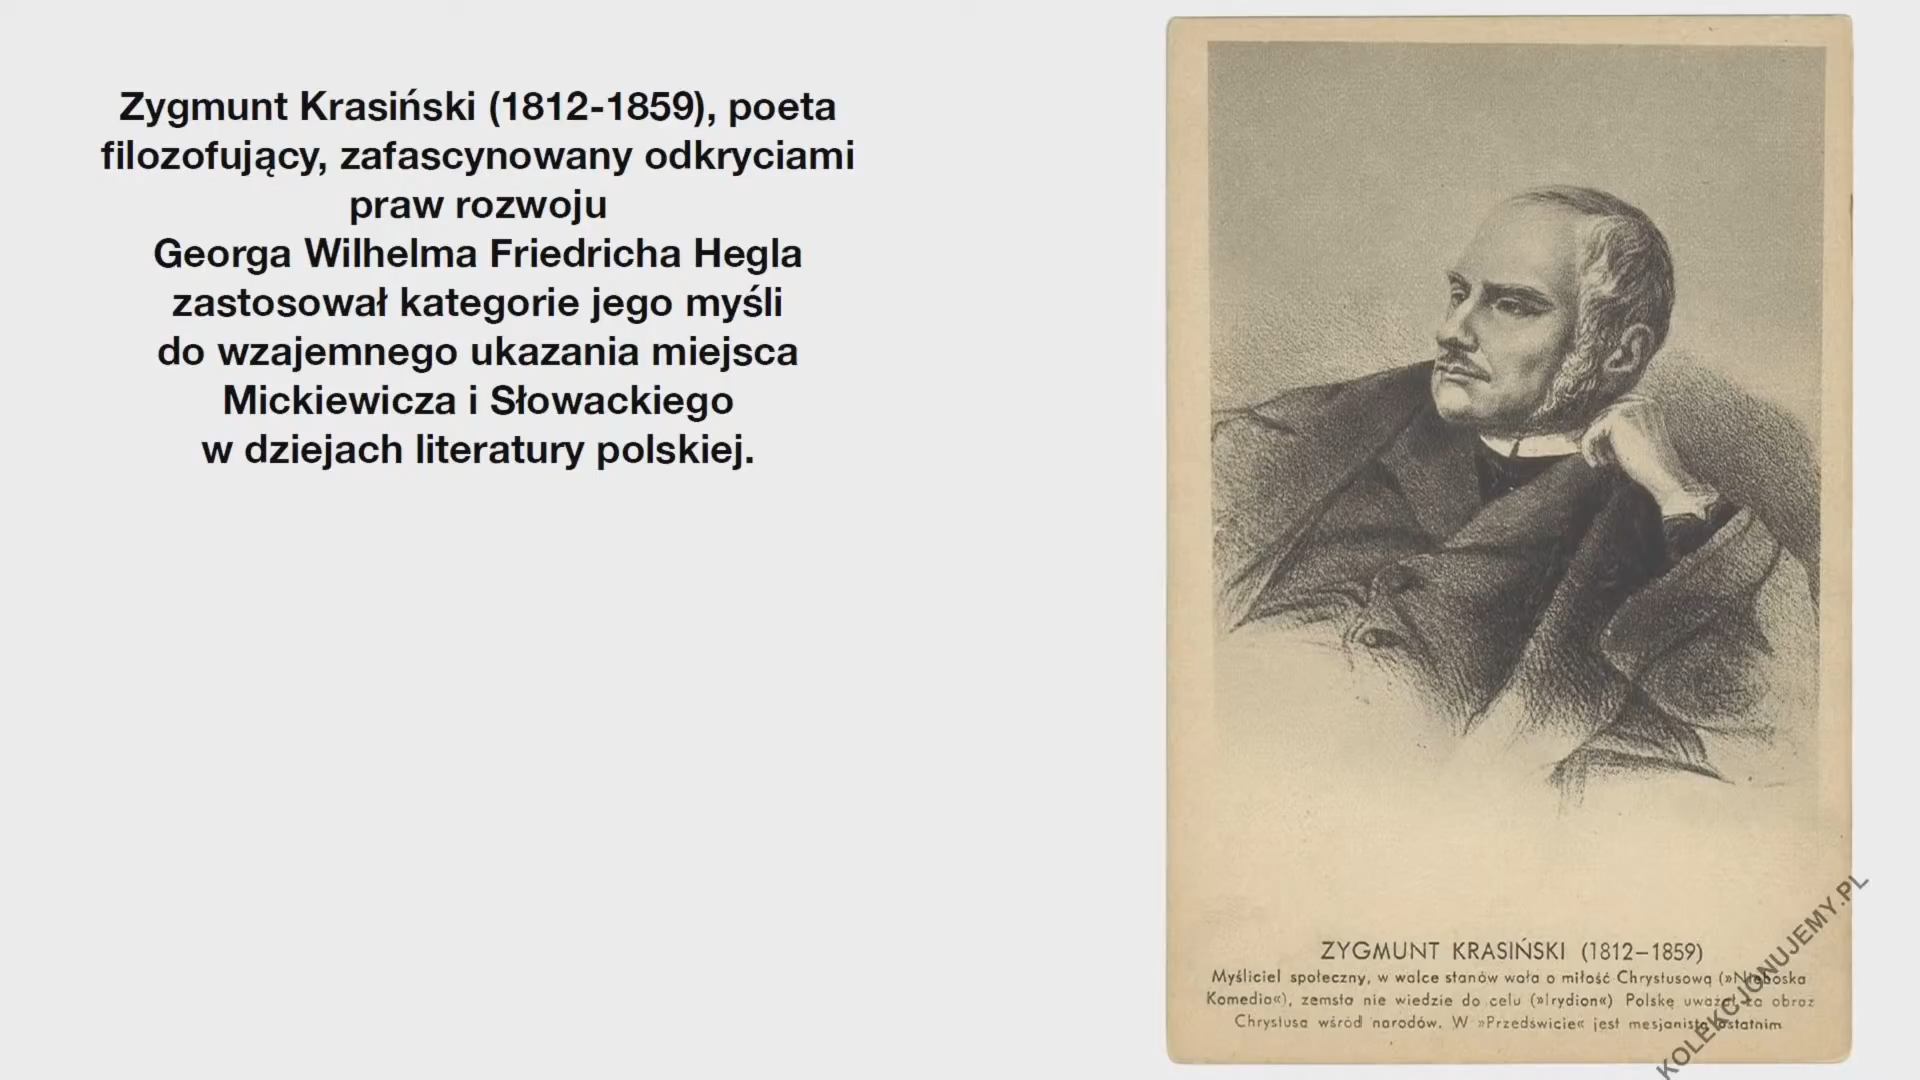 Zygmunt Krasiński (1812-1859), poeta
filozofujący, zafascynowany odkryciami
praw rozwoju
Georga Wilhelma Friedricha Hegla
zastosował kategorie jego myśli
do wzajemnego ukazania miejsca
Mickiewicza i Słowackiego
w dziejach literatury polskiej.
ZYGMUNT KRASIŃSKI (1812–1859)
Myśliciel społeczny, w walce stanów woła o miłość Chrystusową (»Nieboska
Komedia«), zemsta nie wiedzie do celu (»Irydion«) Polskę uważał za obraz
Chrystusa wśród narodów. W »Przedświcie« jest mesjanistą ostatnim
KOLEKCJONUJEMY.PL